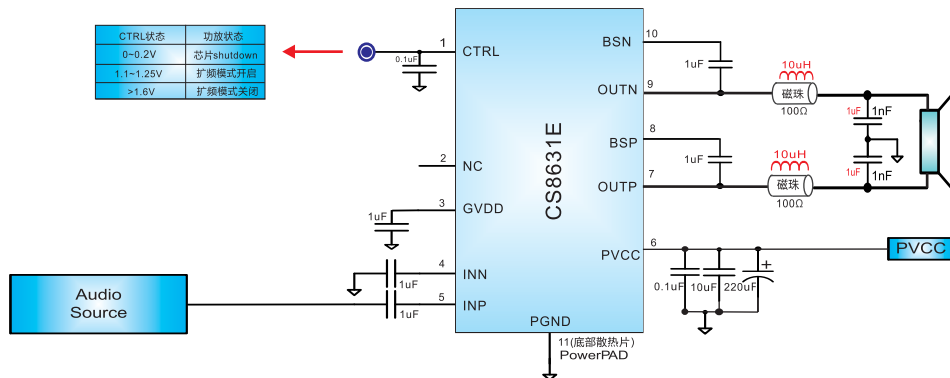 CTRL状态 功放状态
0~0.2V 芯片shutdown
1.1~1.25V 扩频模式开启
>1.6V 扩频模式关闭
1
0.1uF
CTRL
2
NC
3
GVDD
1uF
4
INN
1uF
5
INP
1uF
Audio
Source
CS8631E
BSN
10
1uF
OUTN
9
10uH
磁珠
100Ω
1uF 1nF
BSP
8
1uF
OUTP
7
10uH
磁珠
100Ω
1uF 1nF
PVCC
6
PVCC
0.1uF 10uF 220uF
+
PGND
11(底部散热片)
PowerPAD